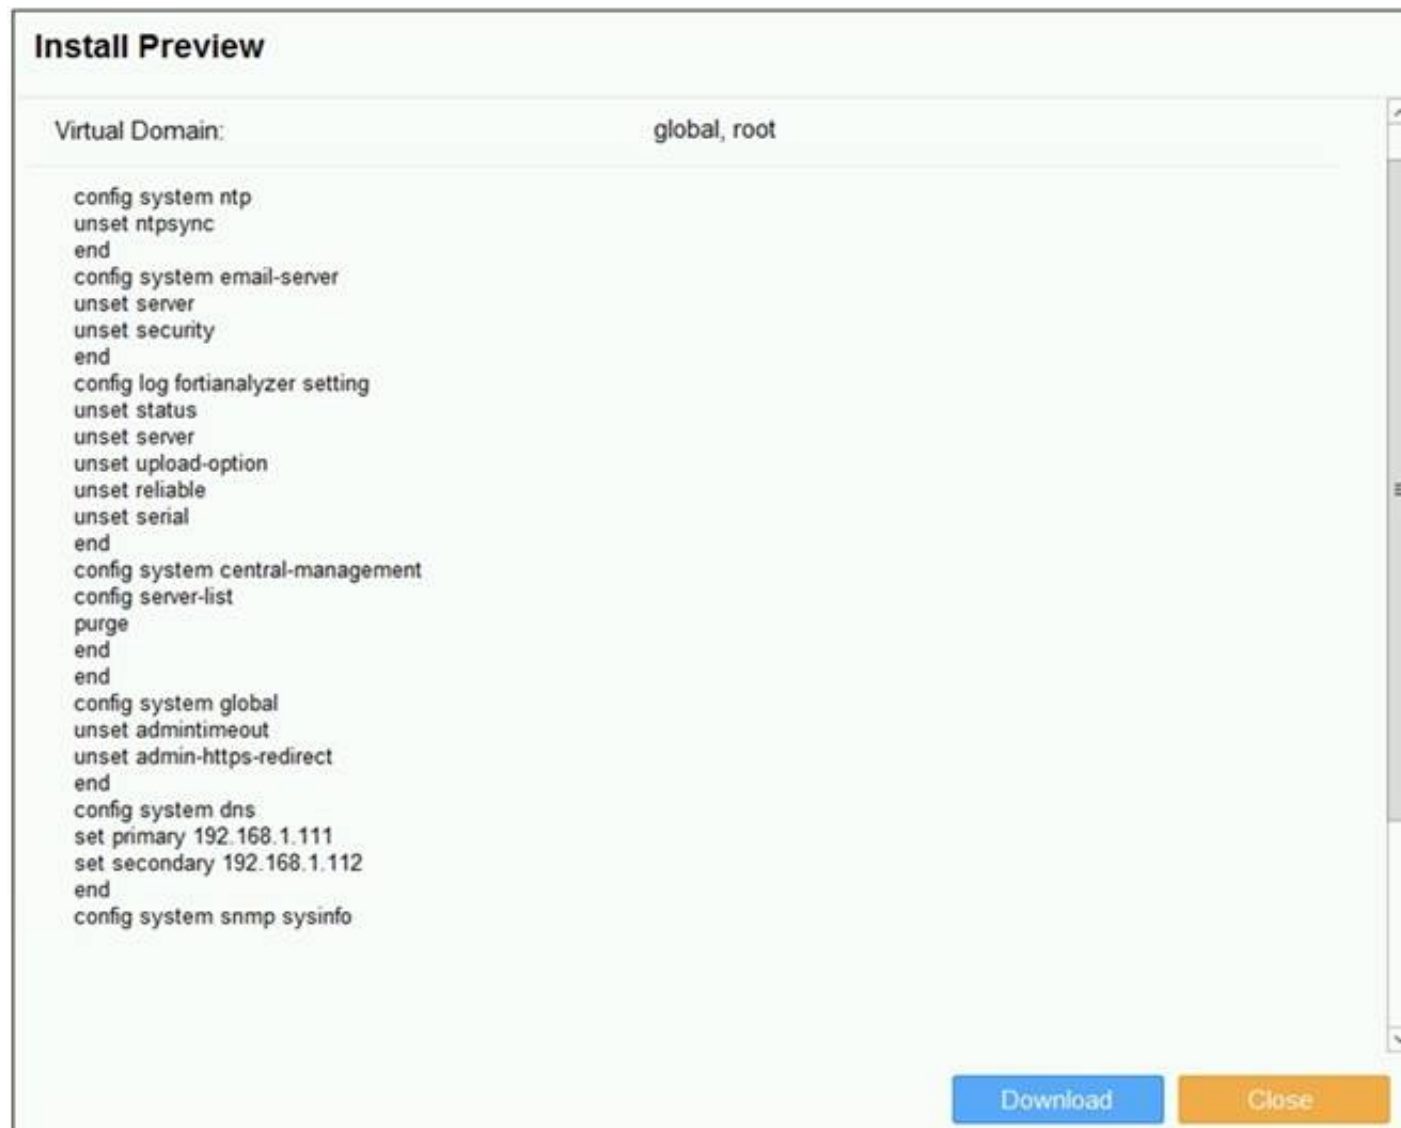 Install Preview
Virtual Domain: global, root
config system ntp
unset ntpsync
end
config system email-server
unset server
unset security
end
config log fortianalyzer setting
unset status
unset server
unset upload-option
unset reliable
unset serial
end
config system central-management
config server-list
purge
end
end
config system global
unset admintimeout
unset admin-https-redirect
end
config system dns
set primary 192.168.1.111
set secondary 192.168.1.112
end
config system snmp sysinfo
Download Close